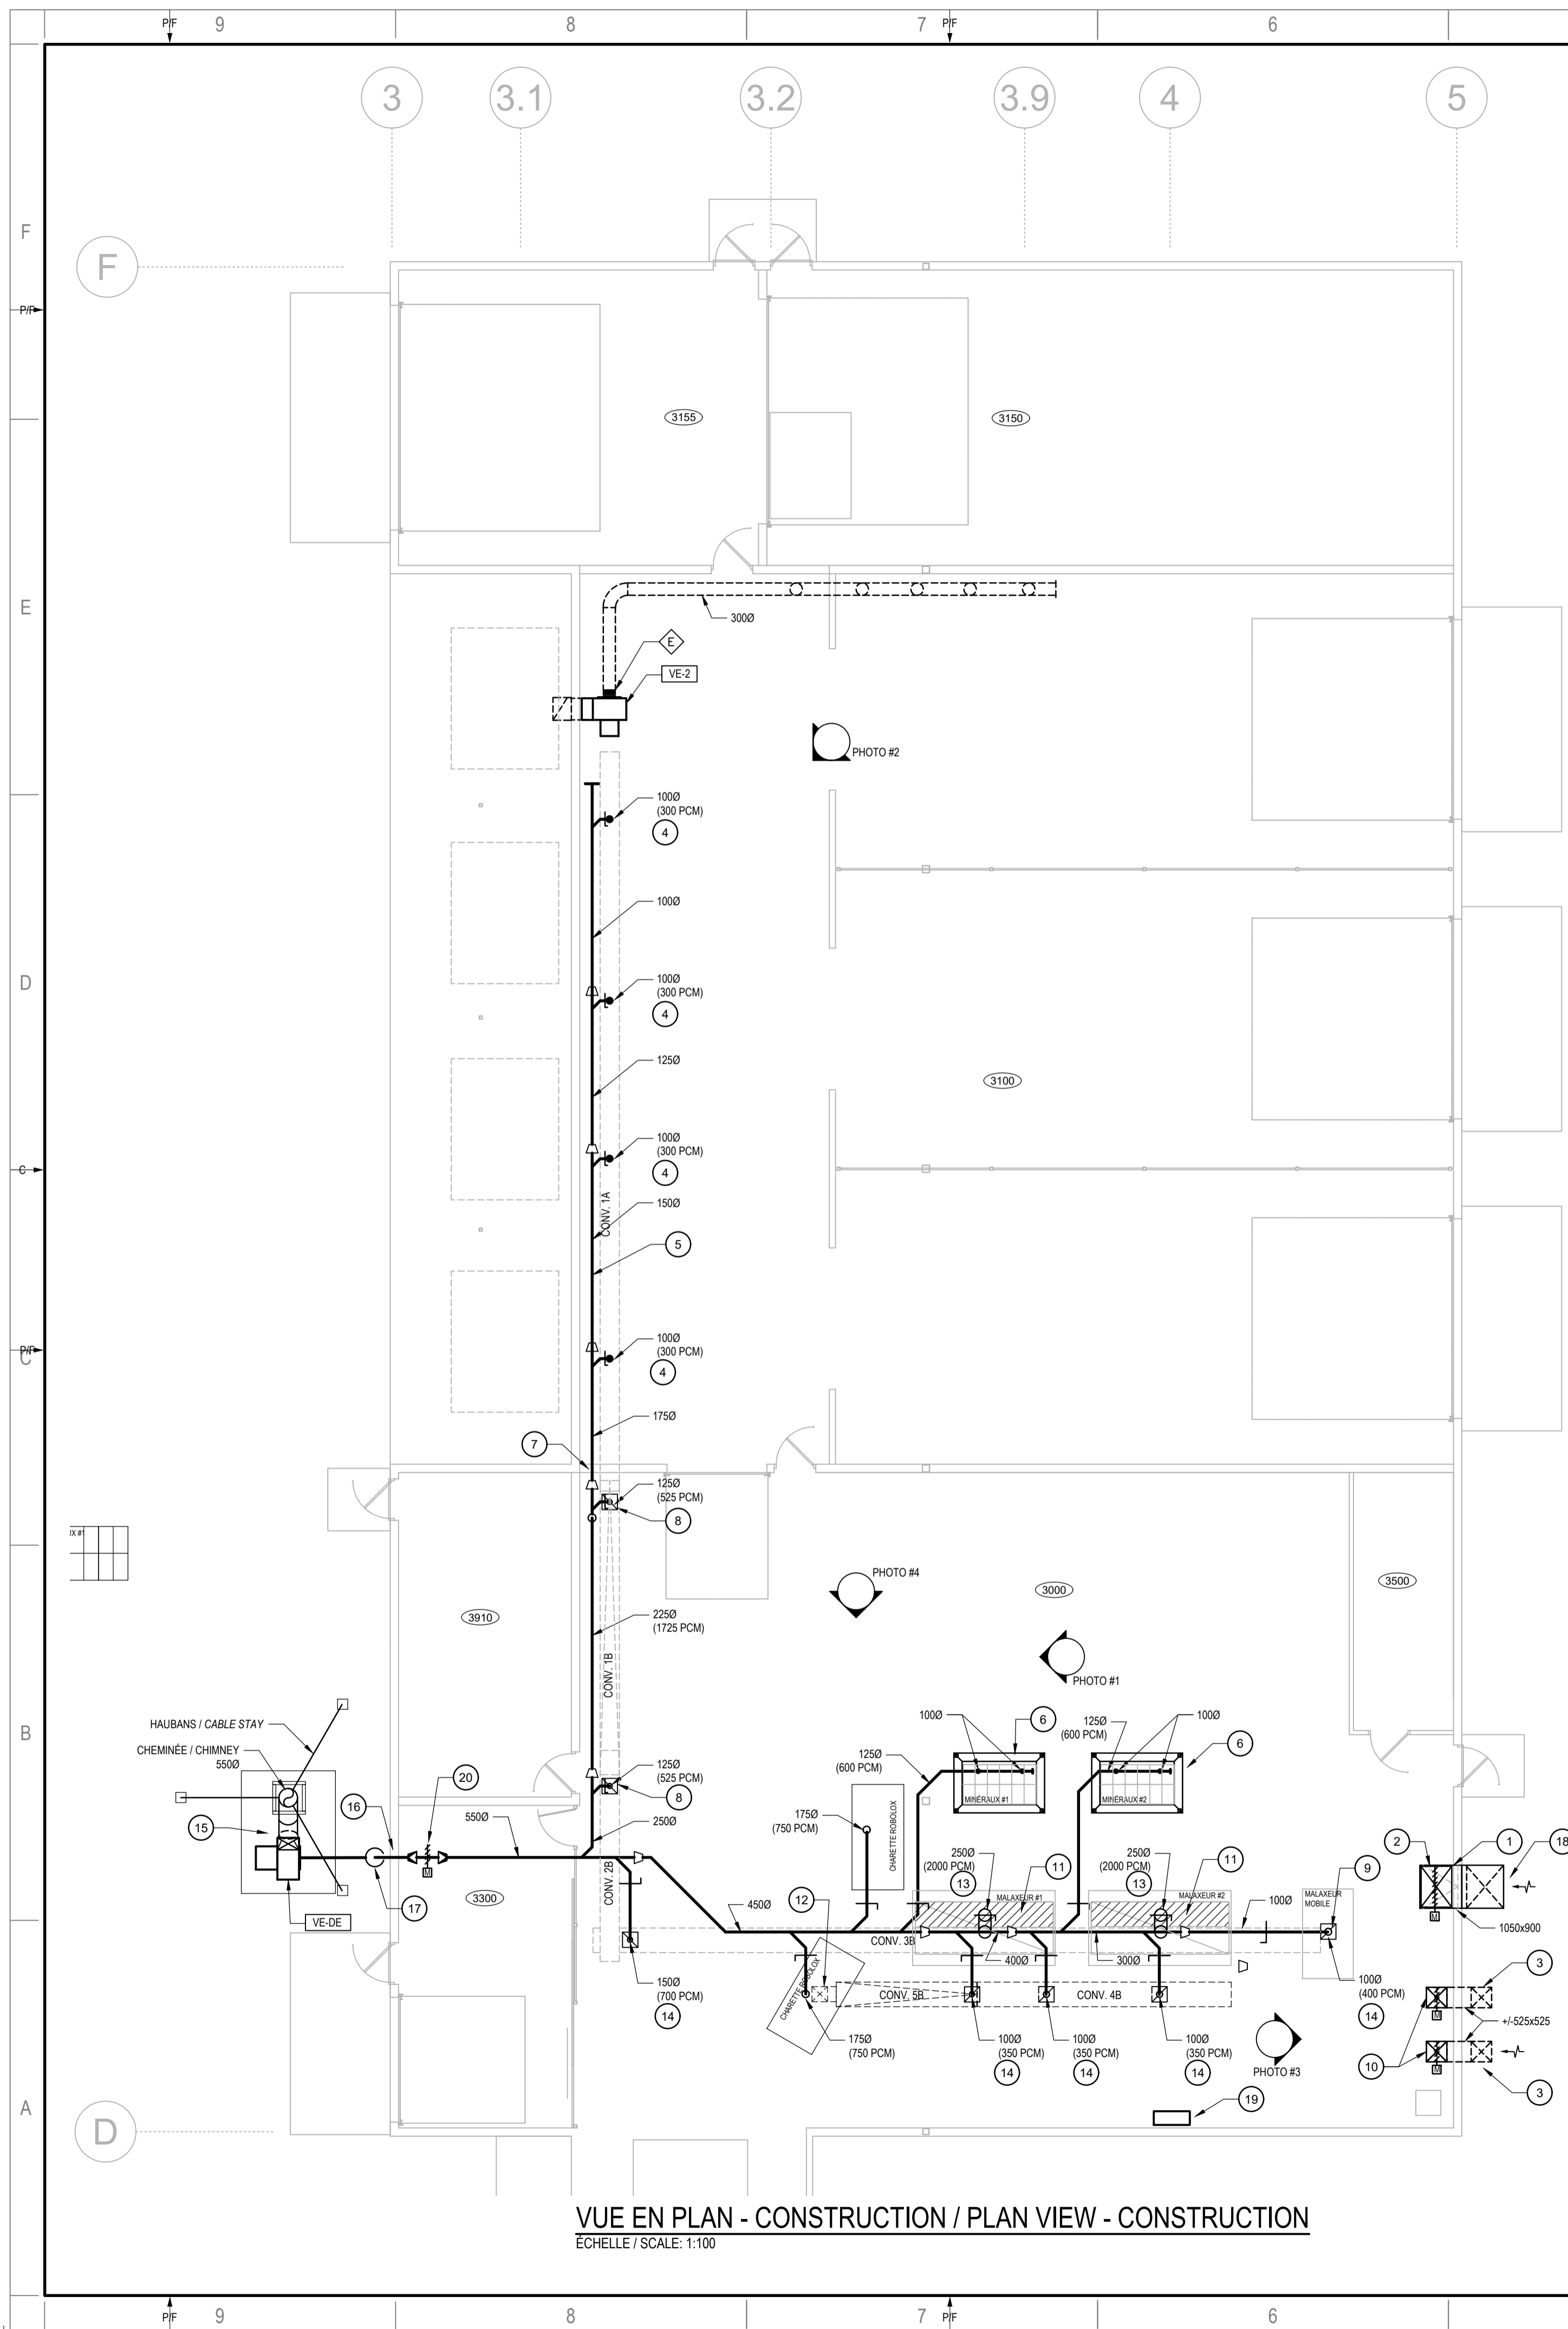 P/F
9
8
7
P/F
6
3
3.1
3.2
3.9
4
5
F
F
P/F
3155
3150
E
300Ø
E
VE-2
PHOTO #2
100Ø
(300 PCM)
4
100Ø
D
100Ø
(300 PCM)
4
125Ø
3100
100Ø
(300 PCM)
4
C
CONV. 1A
150Ø
5
100Ø
(300 PCM)
4
P/F
C
175Ø
7
125Ø
(525 PCM)
8
IX #1
PHOTO #4
3000
3500
3910
225Ø
(1725 PCM)
CONV. 1B
PHOTO #1
B
HAUBANS / CABLE STAY
CHEMINÉE / CHIMNEY
550Ø
100Ø
6
125Ø
(600 PCM)
100Ø
6
125Ø
(600 PCM)
MINÉRAUX #1
MINÉRAUX #2
125Ø
(525 PCM)
8
20
16
15
550Ø
250Ø
175Ø
(750 PCM)
CHARETTE ROBOLOX
250Ø
(2000 PCM)
13
11
250Ø
(2000 PCM)
13
11
9
2
1
18
M
VE-DE
17
3300
CONV. 2B
12
450Ø
MALAXEUR #1
MALAXEUR #2
100Ø
MALAXEUR
MOBILE
M
1050x900
CONV. 3B
400Ø
300Ø
150Ø
(700 PCM)
14
CHARETTE ROBOLOX
CONV. 5B
CONV. 4B
100Ø
(400 PCM)
14
3
M
+/-525x525
175Ø
(750 PCM)
100Ø
(350 PCM)
14
100Ø
(350 PCM)
14
100Ø
(350 PCM)
14
PHOTO #3
10
M
3
19
A
D
VUE EN PLAN - CONSTRUCTION / PLAN VIEW - CONSTRUCTION
ÉCHELLE / SCALE: 1:100
P/F
9
8
7
P/F
6